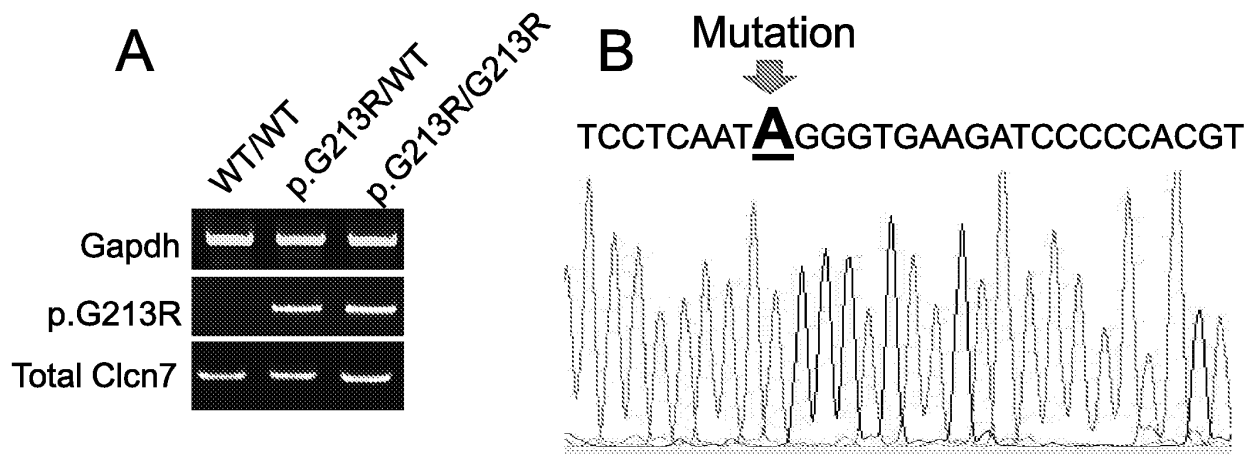 A
WT/WT
p.G213R/WT
p.G213R/G213R
Gapdh
p.G213R
Total Clcn7
B
Mutation
TCCTCAATAGGGTGAAGATCCCCCACGT